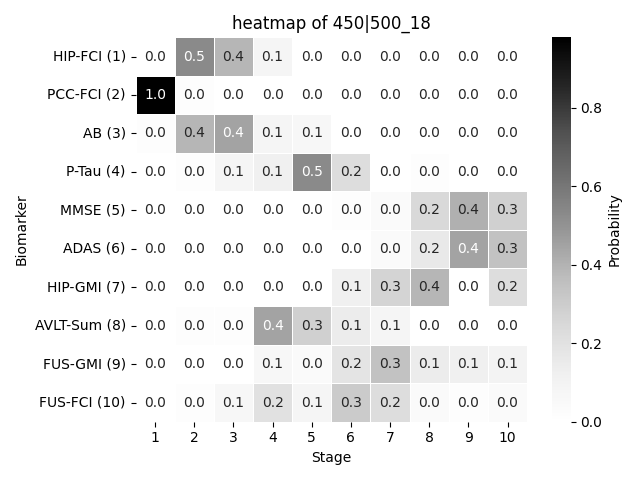 heatmap of 450|500_18
HIP-FCI (1) 0.0 0.5 0.4 0.1 0.0 0.0 0.0 0.0 0.0 0.0
PCC-FCI (2) 1.0 0.0 0.0 0.0 0.0 0.0 0.0 0.0 0.0 0.0
AB (3) 0.0 0.4 0.4 0.1 0.1 0.0 0.0 0.0 0.0 0.0
P-Tau (4) 0.0 0.0 0.1 0.1 0.5 0.2 0.0 0.0 0.0 0.0
MMSE (5) 0.0 0.0 0.0 0.0 0.0 0.0 0.0 0.2 0.4 0.3
ADAS (6) 0.0 0.0 0.0 0.0 0.0 0.0 0.0 0.2 0.4 0.3
HIP-GMI (7) 0.0 0.0 0.0 0.0 0.0 0.1 0.3 0.4 0.0 0.2
AVLT-Sum (8) 0.0 0.0 0.0 0.4 0.3 0.1 0.1 0.0 0.0 0.0
FUS-GMI (9) 0.0 0.0 0.0 0.1 0.0 0.2 0.3 0.1 0.1 0.1
FUS-FCI (10) 0.0 0.0 0.1 0.2 0.1 0.3 0.2 0.0 0.0 0.0
1 2 3 4 5 6 7 8 9 10
Stage
Biomarker
0.8
0.6
0.4
0.2
0.0
Probability